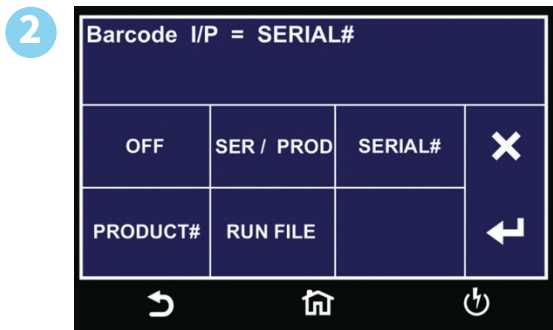 2
Barcode I/P = SERIAL#
OFF
SER / PROD
SERIAL#
PRODUCT#
RUN FILE